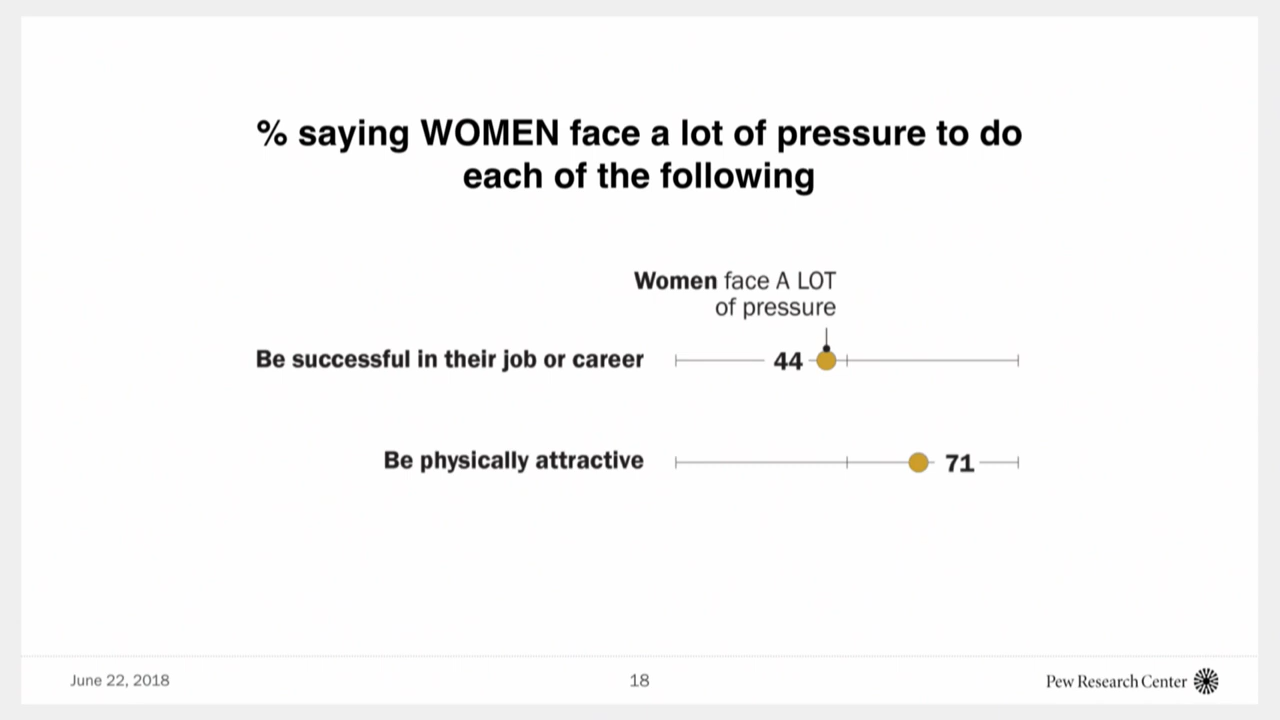 % saying WOMEN face a lot of pressure to do
each of the following
Women face A LOT
of pressure
Be successful in their job or career 44
Be physically attractive 71
June 22, 2018 18 Pew Research Center